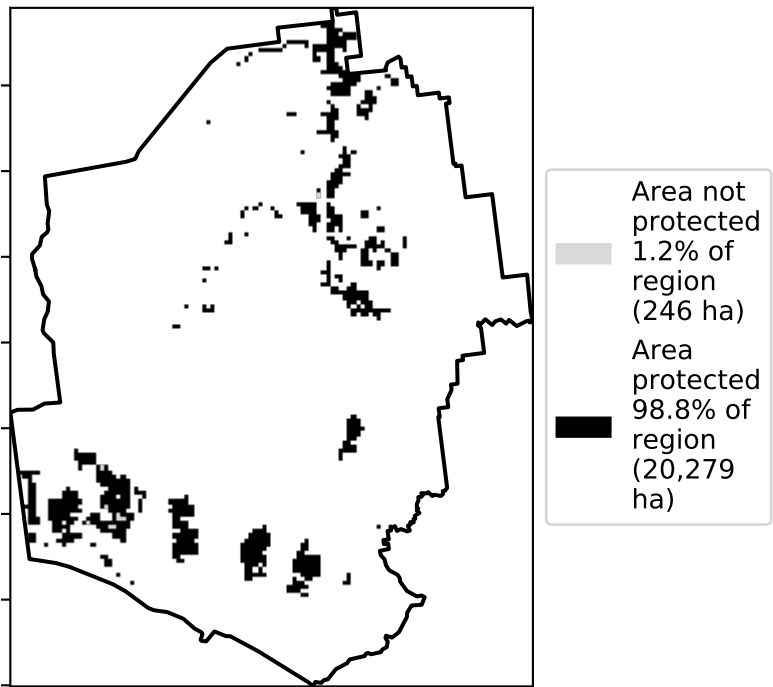 Area not
protected
1.2% of
region
(246 ha)
Area
protected
98.8% of
region
(20,279
ha)